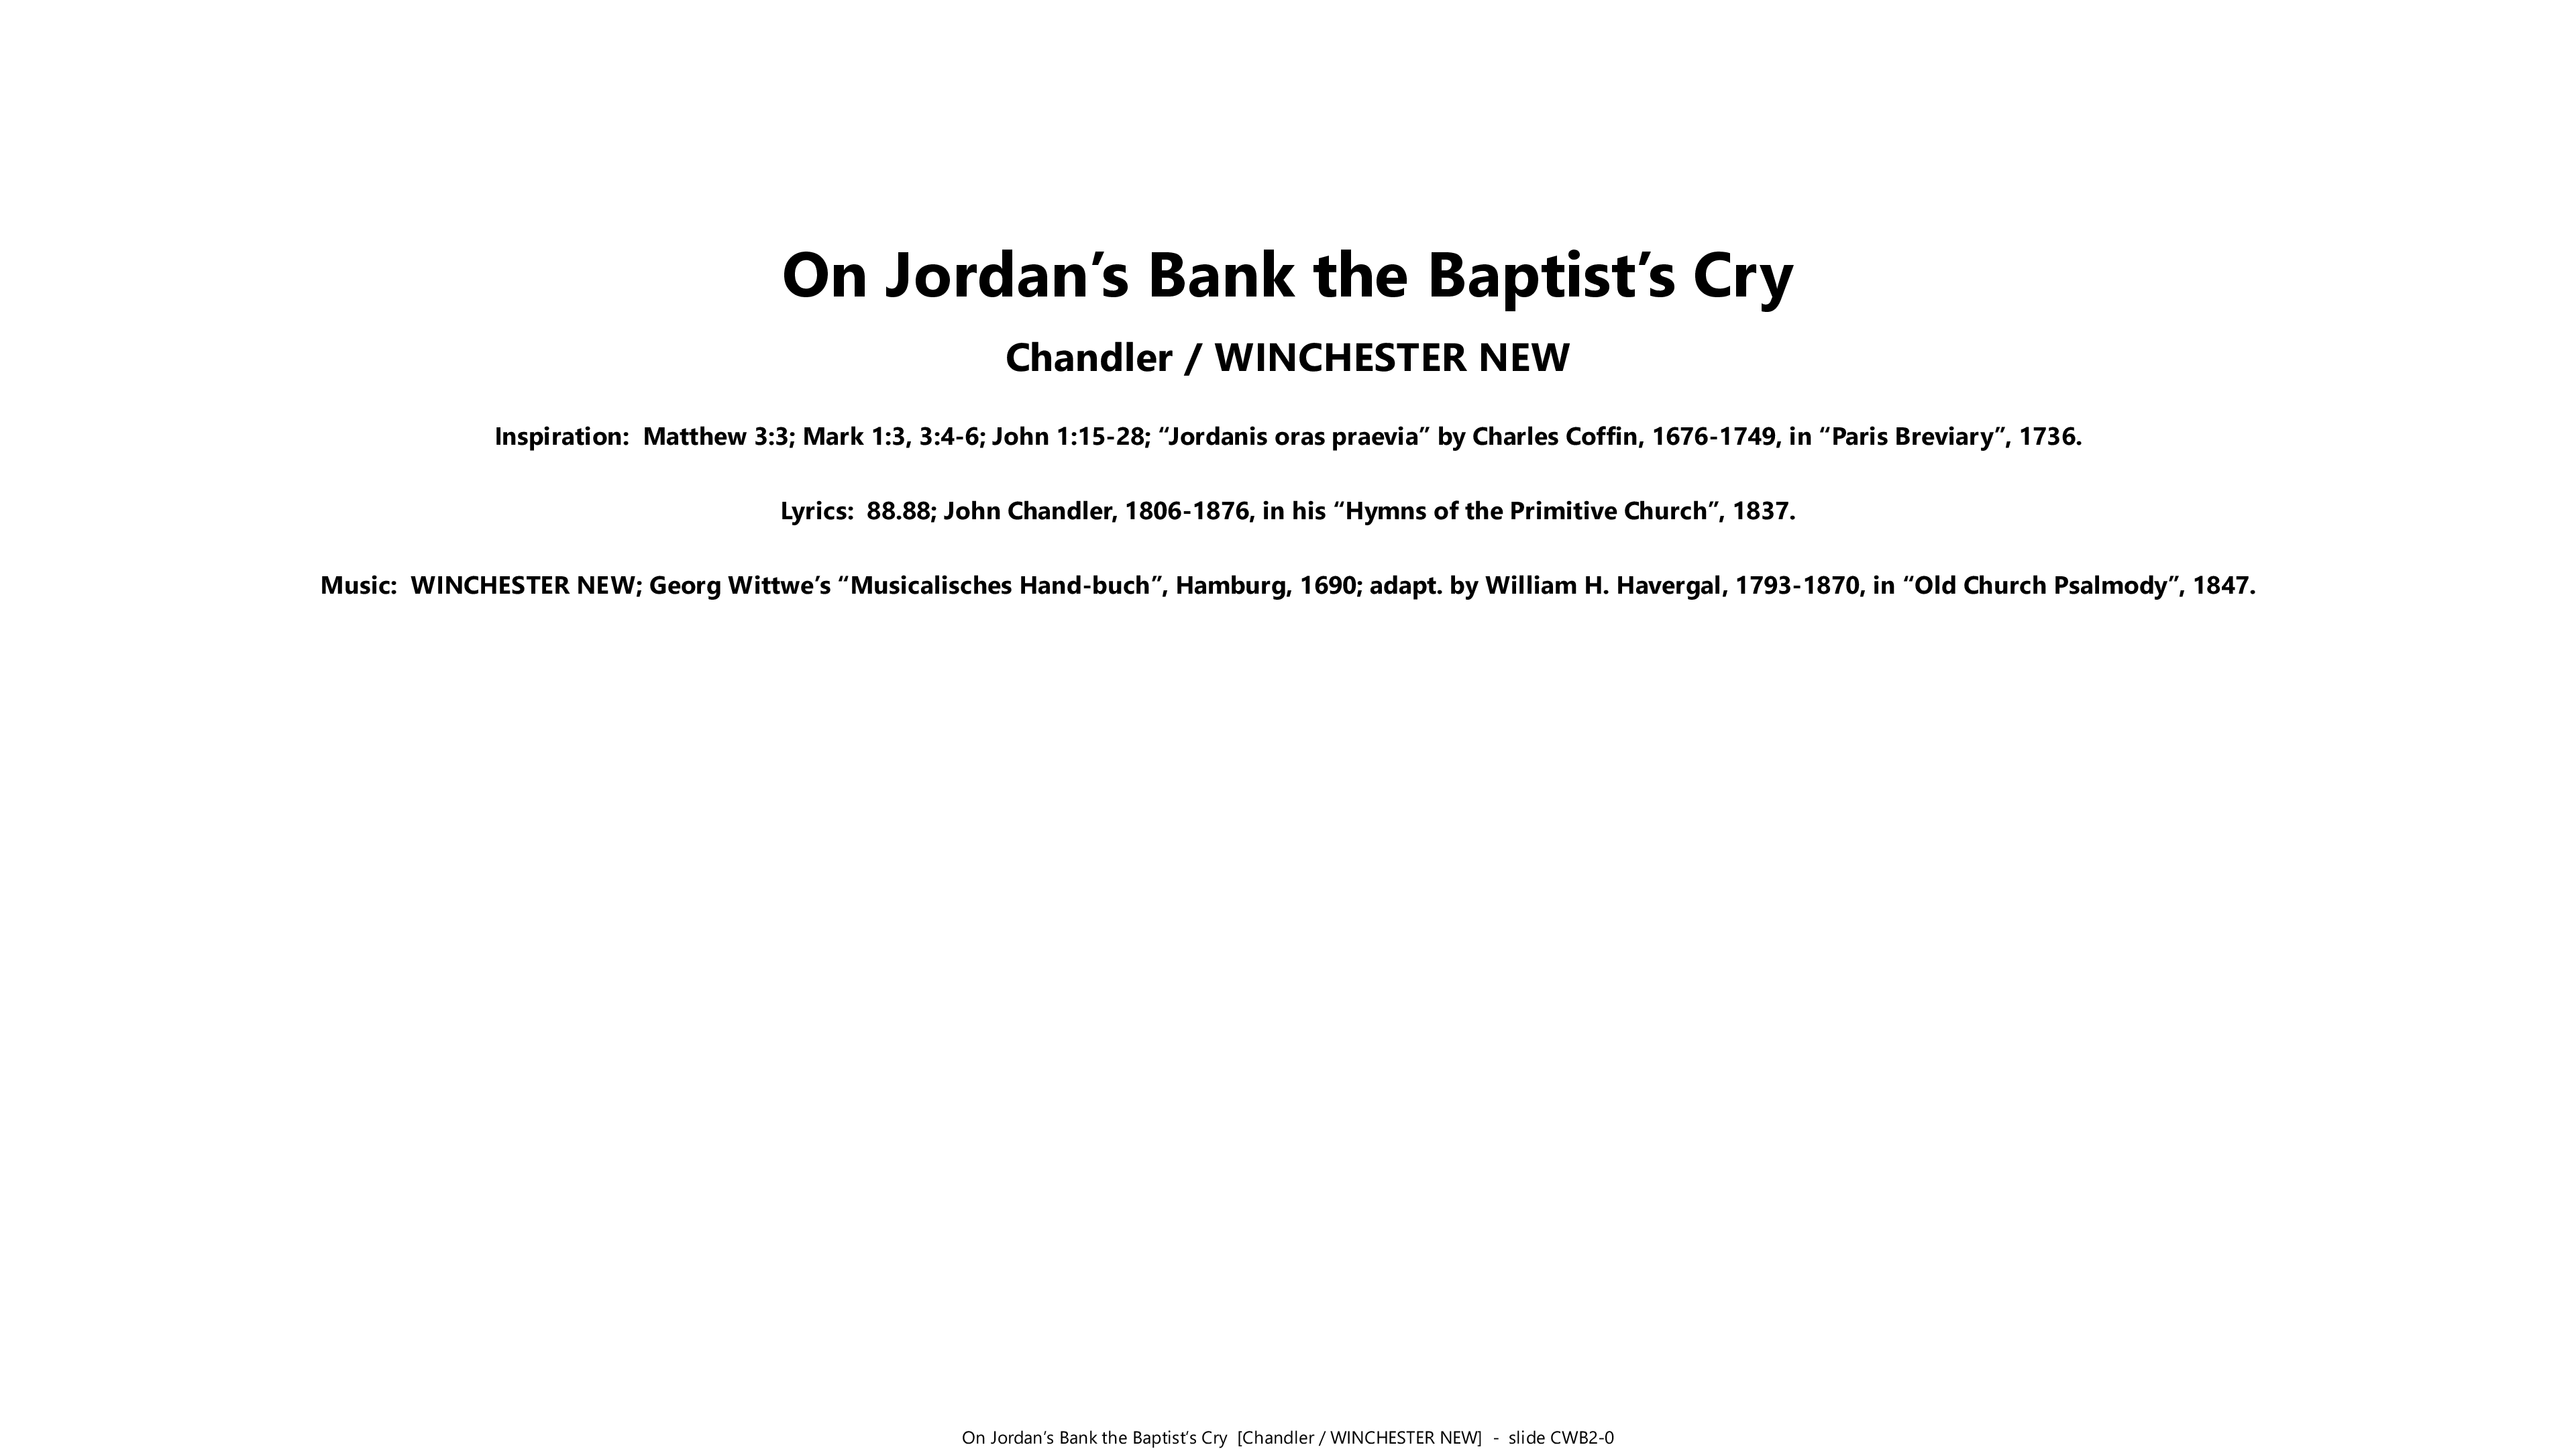 On Jordan’s Bank the Baptist’s Cry
Chandler / WINCHESTER NEW
Inspiration:  Matthew 3:3; Mark 1:3, 3:4-6; John 1:15-28; “Jordanis oras praevia” by Charles Coffin, 1676-1749, in “Paris Breviary”, 1736.
Lyrics:  88.88; John Chandler, 1806-1876, in his “Hymns of the Primitive Church”, 1837.
Music:  WINCHESTER NEW; Georg Wittwe’s “Musicalisches Hand-buch”, Hamburg, 1690; adapt. by William H. Havergal, 1793-1870, in “Old Church Psalmody”, 1847.
On Jordan’s Bank the Baptist’s Cry  [Chandler / WINCHESTER NEW]  -  slide CWB2-0